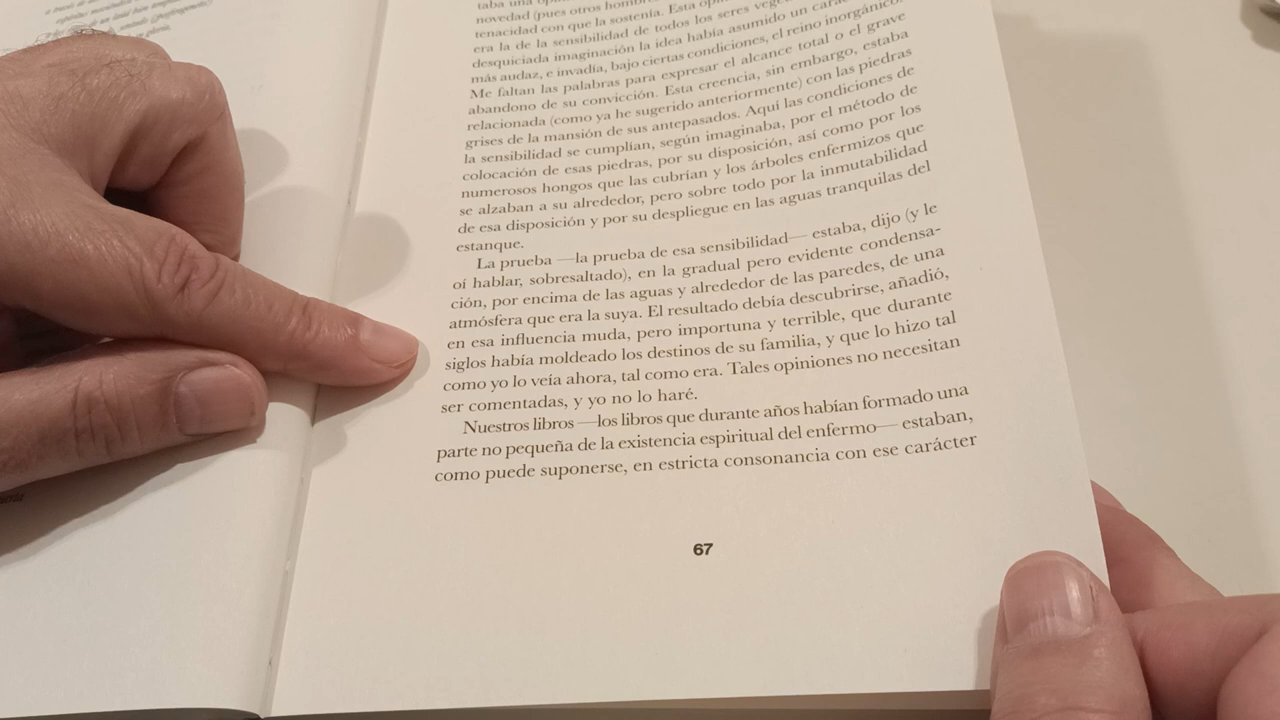 taba una
novedad (pues otros
tenacidad con que la sostenía. Esta
era la de la sensibilidad de todos los seres
desquiciada imaginación la idea había asumido un
más audaz, e invadía, bajo ciertas condiciones, el reino inorgánico.
Me faltan las palabras para expresar el alcance total o el grave
abandono de su convicción. Esta creencia, sin embargo, estaba
relacionada (como ya he sugerido anteriormente) con las piedras
grises de la mansión de sus antepasados. Aquí las condiciones de
la sensibilidad se cumplían, según imaginaba, por el método de
colocación de esas piedras, por su disposición, así como por los
numerosos hongos que las cubrían y los árboles enfermizos que
se alzaban a su alrededor, pero sobre todo por la inmutabilidad
de esa disposición y por su despliegue en las aguas tranquilas del
estanque.
La prueba —la prueba de esa sensibilidad— estaba, dijo (y le
oí hablar, sobresaltado), en la gradual pero evidente condensa-
ción, por encima de las aguas y alrededor de las paredes, de una
atmósfera que era la suya. El resultado debía descubrirse, añadió,
en esa influencia muda, pero importuna y terrible, que durante
siglos había moldeado los destinos de su familia, y que lo hizo tal
como yo lo veía ahora, tal como era. Tales opiniones no necesitan
ser comentadas, y yo no lo haré.
Nuestros libros —los libros que durante años habían formado una
parte no pequeña de la existencia espiritual del enfermo— estaban,
como puede suponerse, en estricta consonancia con ese carácter
67